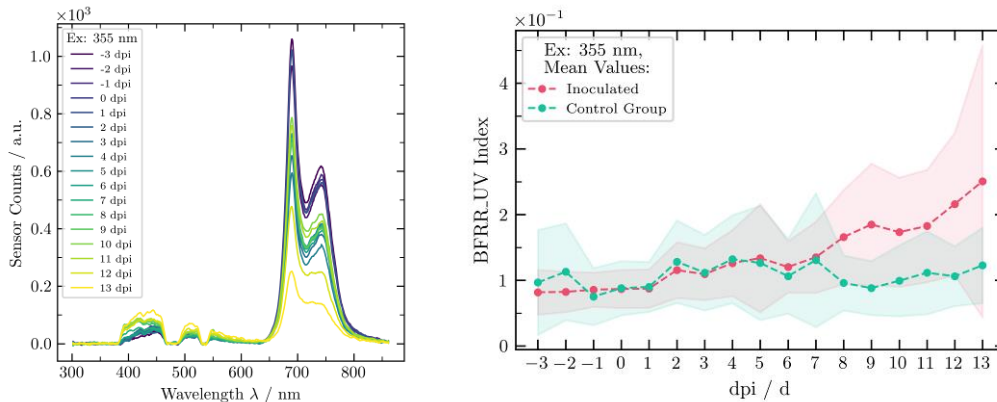 ×10³
Ex: 355 nm
-3 dpi
-2 dpi
-1 dpi
0 dpi
1 dpi
2 dpi
3 dpi
4 dpi
5 dpi
6 dpi
7 dpi
8 dpi
9 dpi
10 dpi
11 dpi
12 dpi
13 dpi
1.0
0.8
0.6
0.4
0.2
0.0
Sensor Counts / a.u.
300 400 500 600 700 800
Wavelength λ / nm
×10⁻¹
Ex: 355 nm,
Mean Values:
Inoculated
Control Group
4
3
2
1
0
BFRR_UV Index
−3 −2 −1 0 1 2 3 4 5 6 7 8 9 10 11 12 13
dpi / d